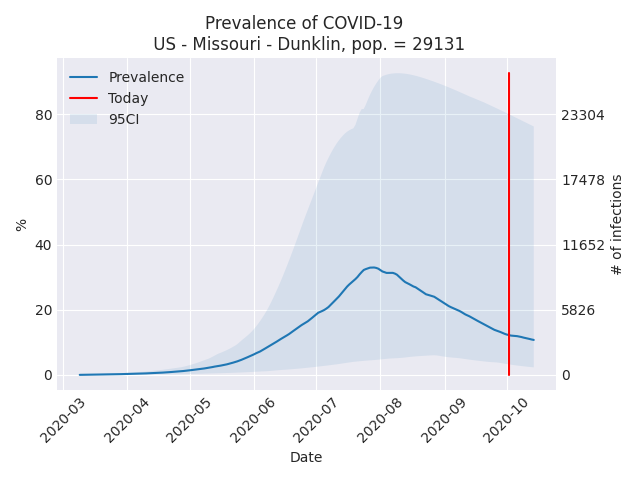 Prevalence of COVID-19
US - Missouri - Dunklin, pop. = 29131
Prevalence
Today
95CI
80
60
40
20
0
%
23304
17478
11652
5826
0
# of infections
2020-03
2020-04
2020-05
2020-06
2020-07
2020-08
2020-09
2020-10
Date